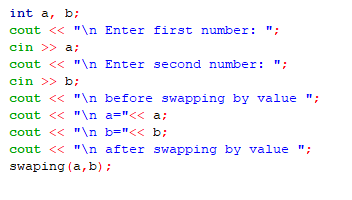 int a, b;
cout << "\n Enter first number: ";
cin >> a;
cout << "\n Enter second number: ";
cin >> b;
cout << "\n before swapping by value ";
cout << "\n a="<< a;
cout << "\n b="<< b;
cout << "\n after swapping by value ";
swaping(a,b);